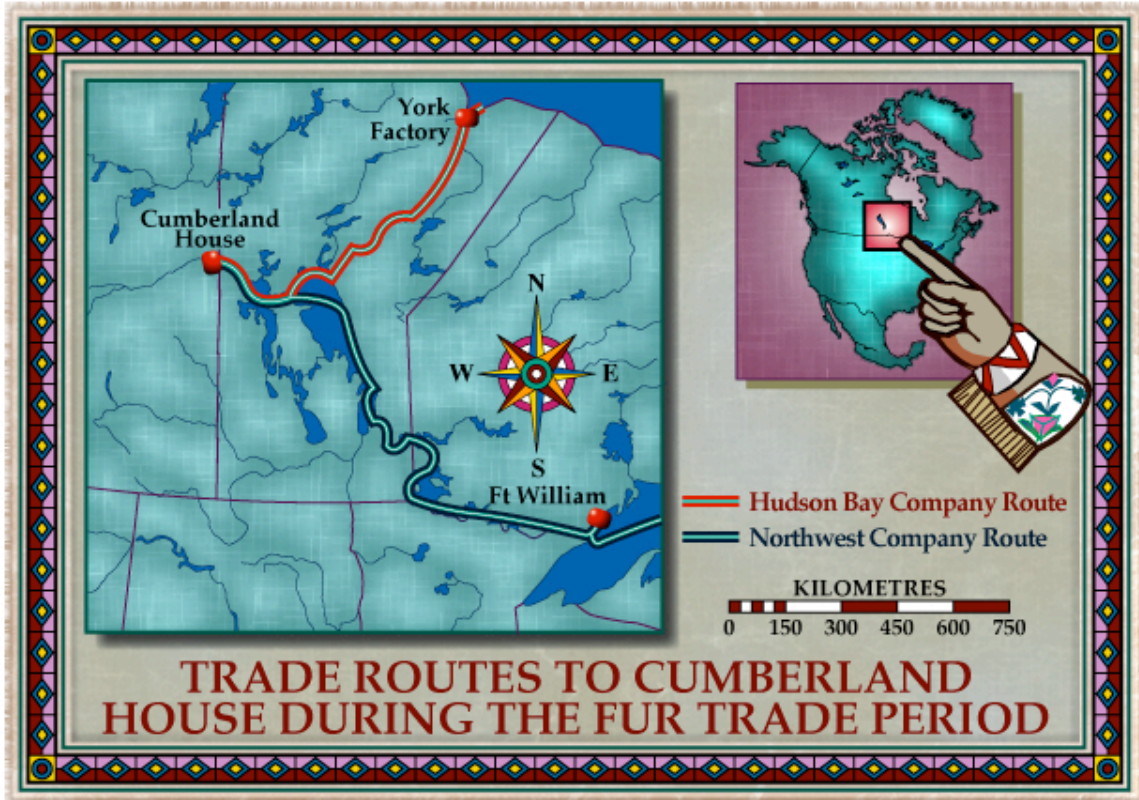 York
Factory
Cumberland
House
N
W
E
S
Ft William
Hudson Bay Company Route
Northwest Company Route
KILOMETRES
0 150 300 450 600 750
TRADE ROUTES TO CUMBERLAND
HOUSE DURING THE FUR TRADE PERIOD